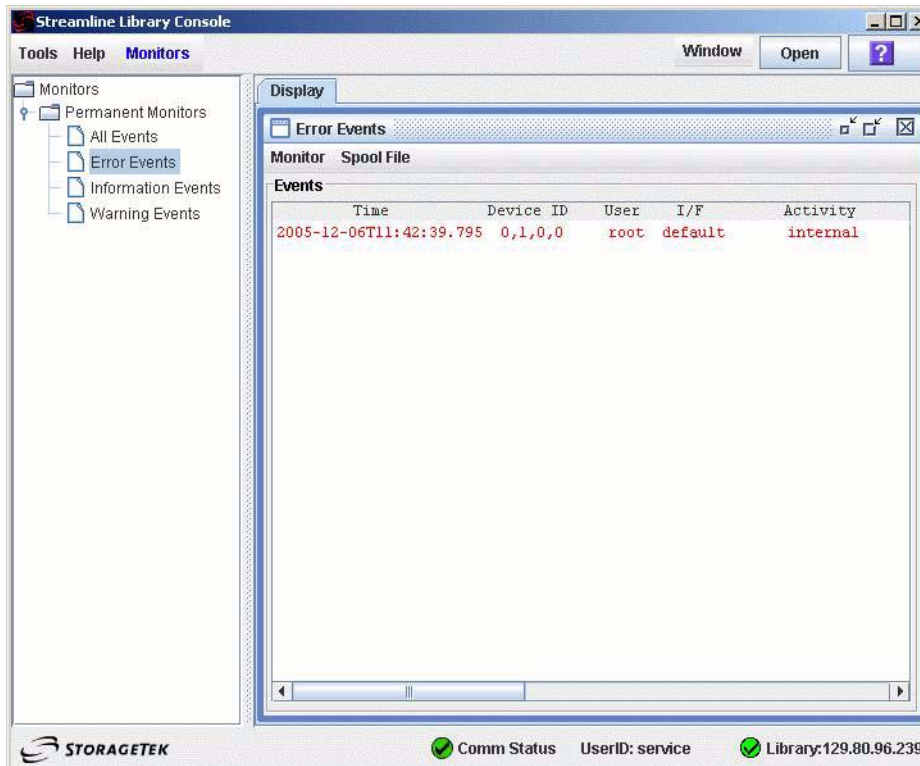 Streamline Library Console
Tools Help Monitors Window Open ?
Monitors
Permanent Monitors
All Events
Error Events
Information Events
Warning Events
Display
Error Events
Monitor Spool File
Events
Time Device ID User I/F Activity
2005-12-06T11:42:39.795 0,1,0,0 root default internal
STORAGETEK Comm Status UserID: service Library:129.80.96.239